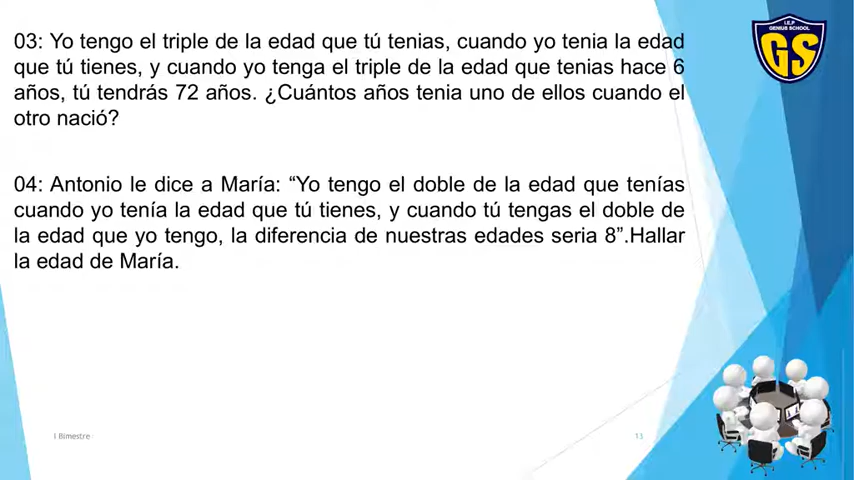 I.E.P
GENIUS SCHOOL
GS
03: Yo tengo el triple de la edad que tú tenias, cuando yo tenia la edad
que tú tienes, y cuando yo tenga el triple de la edad que tenias hace 6
años, tú tendrás 72 años. ¿Cuántos años tenia uno de ellos cuando el
otro nació?
04: Antonio le dice a María: “Yo tengo el doble de la edad que tenías
cuando yo tenía la edad que tú tienes, y cuando tú tengas el doble de
la edad que yo tengo, la diferencia de nuestras edades seria 8”.Hallar
la edad de María.
I Bimestre
13